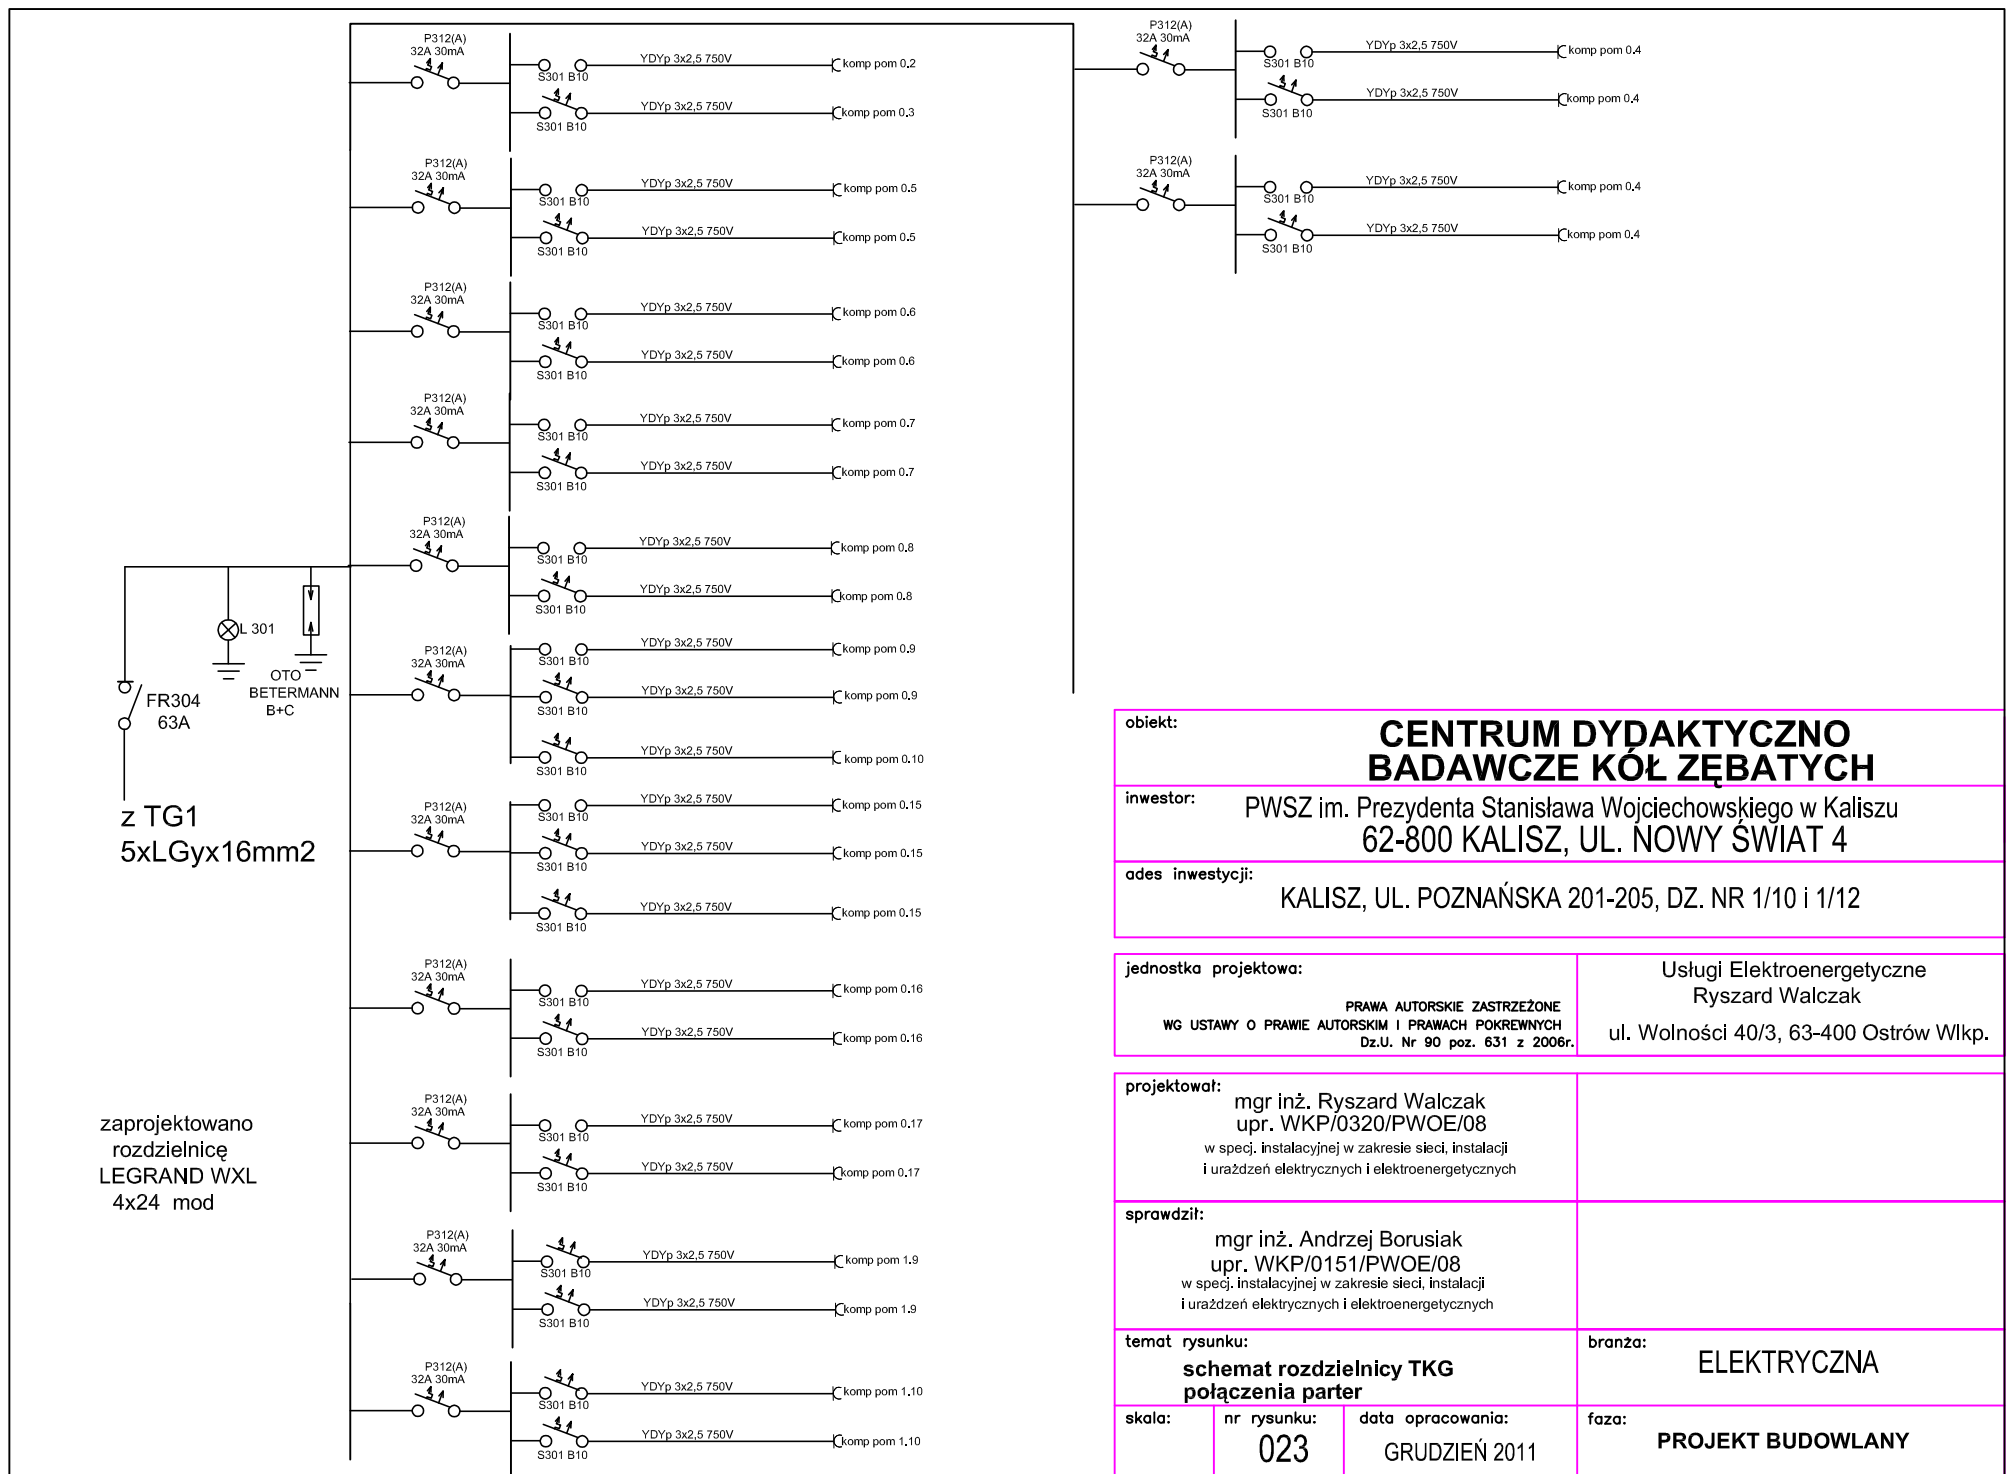 P312(A)
32A 30mA
S301 B10
YDYp 3x2,5 750V
komp pom 0.2
S301 B10
YDYp 3x2,5 750V
komp pom 0.3
P312(A)
32A 30mA
S301 B10
YDYp 3x2,5 750V
komp pom 0.5
S301 B10
YDYp 3x2,5 750V
komp pom 0.5
P312(A)
32A 30mA
S301 B10
YDYp 3x2,5 750V
komp pom 0.6
S301 B10
YDYp 3x2,5 750V
komp pom 0.6
P312(A)
32A 30mA
S301 B10
YDYp 3x2,5 750V
komp pom 0.7
S301 B10
YDYp 3x2,5 750V
komp pom 0.7
P312(A)
32A 30mA
S301 B10
YDYp 3x2,5 750V
komp pom 0.8
S301 B10
YDYp 3x2,5 750V
komp pom 0.8
P312(A)
32A 30mA
S301 B10
YDYp 3x2,5 750V
komp pom 0.9
S301 B10
YDYp 3x2,5 750V
komp pom 0.9
S301 B10
YDYp 3x2,5 750V
komp pom 0.10
P312(A)
32A 30mA
S301 B10
YDYp 3x2,5 750V
komp pom 0.15
S301 B10
YDYp 3x2,5 750V
komp pom 0.15
S301 B10
YDYp 3x2,5 750V
komp pom 0.15
P312(A)
32A 30mA
S301 B10
YDYp 3x2,5 750V
komp pom 0.16
S301 B10
YDYp 3x2,5 750V
komp pom 0.16
P312(A)
32A 30mA
S301 B10
YDYp 3x2,5 750V
komp pom 0.17
S301 B10
YDYp 3x2,5 750V
komp pom 0.17
P312(A)
32A 30mA
S301 B10
YDYp 3x2,5 750V
komp pom 1.9
S301 B10
YDYp 3x2,5 750V
komp pom 1.9
P312(A)
32A 30mA
S301 B10
YDYp 3x2,5 750V
komp pom 1.10
S301 B10
YDYp 3x2,5 750V
komp pom 1.10
P312(A)
32A 30mA
S301 B10
YDYp 3x2,5 750V
komp pom 0.4
S301 B10
YDYp 3x2,5 750V
komp pom 0.4
P312(A)
32A 30mA
S301 B10
YDYp 3x2,5 750V
komp pom 0.4
S301 B10
YDYp 3x2,5 750V
komp pom 0.4
L 301
OTO
BETERMANN
B+C
FR304
63A
z TG1
5xLGyx16mm2
zaprojektowano
rozdzielnicę
LEGRAND WXL
4x24 mod
obiekt:
CENTRUM DYDAKTYCZNO
BADAWCZE KÓŁ ZĘBATYCH
inwestor:
PWSZ im. Prezydenta Stanisława Wojciechowskiego w Kaliszu
62-800 KALISZ, UL. NOWY ŚWIAT 4
ades inwestycji:
KALISZ, UL. POZNAŃSKA 201-205, DZ. NR 1/10 i 1/12
jednostka projektowa:
PRAWA AUTORSKIE ZASTRZEŻONE
WG USTAWY O PRAWIE AUTORSKIM I PRAWACH POKREWNYCH
Dz.U. Nr 90 poz. 631 z 2006r.
Usługi Elektroenergetyczne
Ryszard Walczak
ul. Wolności 40/3, 63-400 Ostrów Wlkp.
projektował:
mgr inż. Ryszard Walczak
upr. WKP/0320/PWOE/08
w specj. instalacyjnej w zakresie sieci, instalacji
i urażdzeń elektrycznych i elektroenergetycznych
sprawdził:
mgr inż. Andrzej Borusiak
upr. WKP/0151/PWOE/08
w specj. instalacyjnej w zakresie sieci, instalacji
i urażdzeń elektrycznych i elektroenergetycznych
temat rysunku:
schemat rozdzielnicy TKG
połączenia parter
branża:
ELEKTRYCZNA
skala:
nr rysunku:
023
data opracowania:
GRUDZIEŃ 2011
faza:
PROJEKT BUDOWLANY